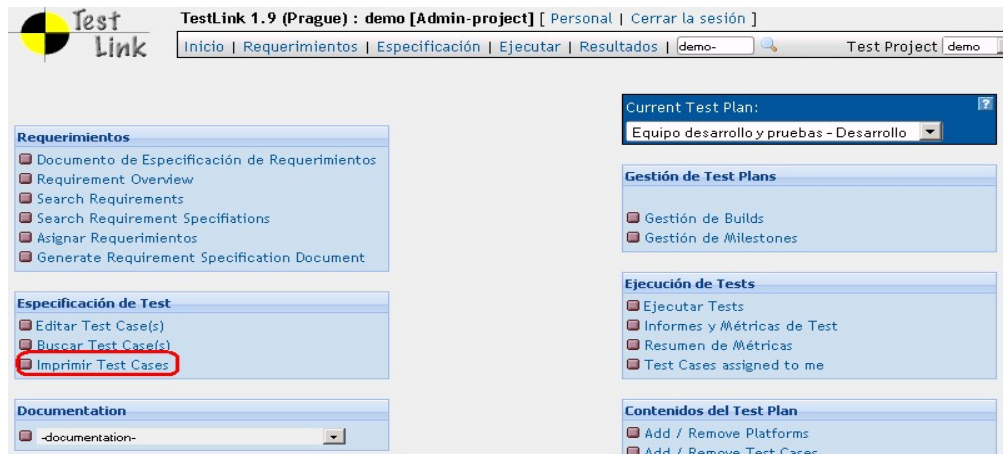 Test Link
TestLink 1.9 (Prague) : demo [Admin-project] [ Personal | Cerrar la sesión ]
Inicio | Requerimientos | Especificación | Ejecutar | Resultados | demo-
Test Project demo
Requerimientos
Documento de Especificación de Requerimientos
Requirement Overview
Search Requirements
Search Requirement Specifiations
Asignar Requerimientos
Generate Requirement Specification Document
Especificación de Test
Editar Test Case(s)
Buscar Test Case(s)
Imprimir Test Cases
Documentation
-documentation-
Current Test Plan:
?
Equipo desarrollo y pruebas - Desarrollo
Gestión de Test Plans
Gestión de Builds
Gestión de Milestones
Ejecución de Tests
Ejecutar Tests
Informes y Métricas de Test
Resumen de Métricas
Test Cases assigned to me
Contenidos del Test Plan
Add / Remove Platforms
Add / Remove Test Cases